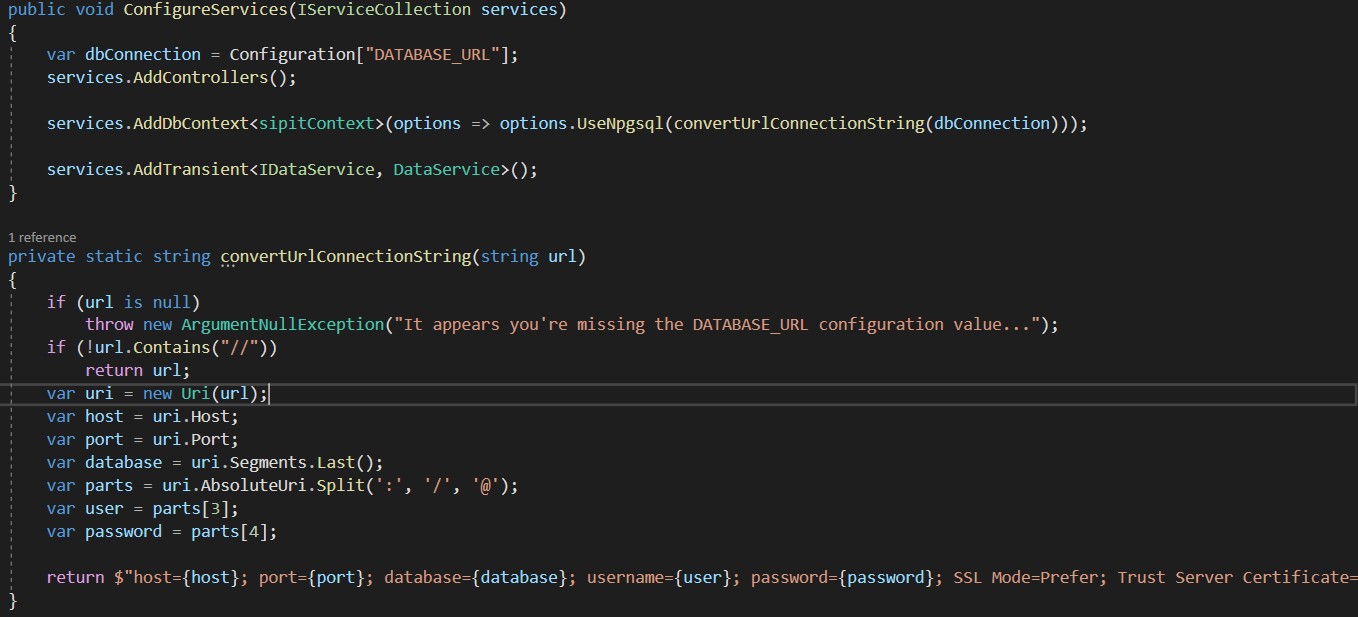 public void ConfigureServices(IServiceCollection services)
{
    var dbConnection = Configuration["DATABASE_URL"];
    services.AddControllers();

    services.AddDbContext<sipitContext>(options => options.UseNpgsql(convertUrlConnectionString(dbConnection)));

    services.AddTransient<IDataService, DataService>();
}

1 reference
private static string convertUrlConnectionString(string url)
{
    if (url is null)
        throw new ArgumentNullException("It appears you're missing the DATABASE_URL configuration value...");
    if (!url.Contains("//"))
        return url;
    var uri = new Uri(url);
    var host = uri.Host;
    var port = uri.Port;
    var database = uri.Segments.Last();
    var parts = uri.AbsoluteUri.Split(':', '/', '@');
    var user = parts[3];
    var password = parts[4];

    return $"host={host}; port={port}; database={database}; username={user}; password={password}; SSL Mode=Prefer; Trust Server Certificate=
}